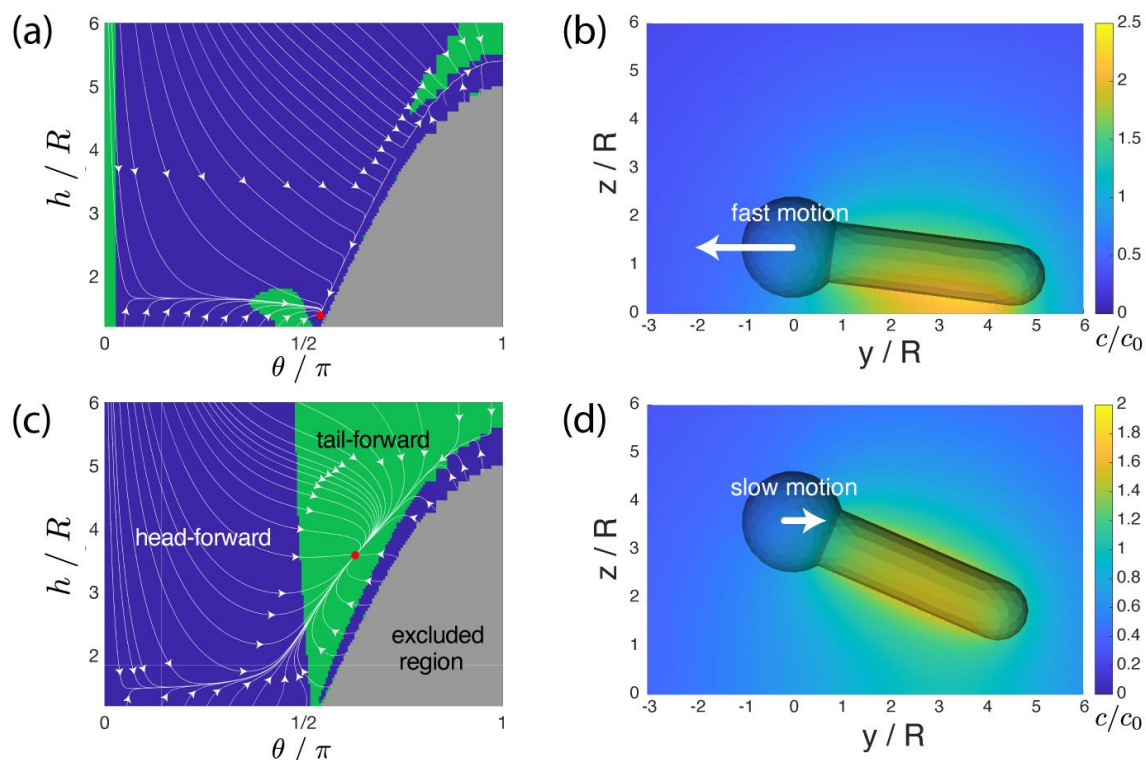 (a)
6
5
4
3
2
h / R
0
1/2
1
θ / π
(b)
6
5
4
3
2
1
0
z / R
fast motion
-3 -2 -1 0 1 2 3 4 5 6
y / R
2.5
2
1.5
1
0.5
0
c/c₀
(c)
6
5
4
3
2
h / R
tail-forward
head-forward
excluded
region
0
1/2
1
θ / π
(d)
6
5
4
3
2
1
0
z / R
slow motion
-3 -2 -1 0 1 2 3 4 5 6
y / R
2
1.8
1.6
1.4
1.2
1
0.8
0.6
0.4
0.2
0
c/c₀